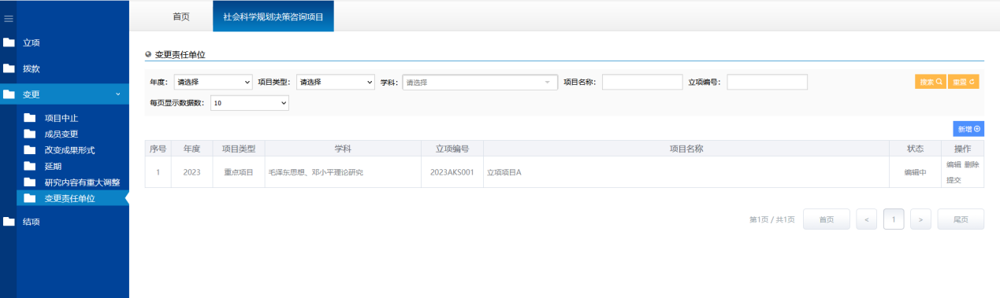 首页
社会科学规划决策咨询项目
立项
拨款
变更
项目中止
成员变更
改变成果形式
延期
研究内容有重大调整
变更责任单位
结项
变更责任单位
年度： 请选择 项目类型： 请选择 学科： 请选择 项目名称： 立项编号： 搜索 重置
每页显示数据数： 10
新增
序号 年度 项目类型 学科 立项编号 项目名称 状态 操作
1 2023 重点项目 毛泽东思想、邓小平理论研究 2023AKS001 立项项目A 编辑中 编辑 删除
提交
第1页 / 共1页 首页 < 1 > 尾页